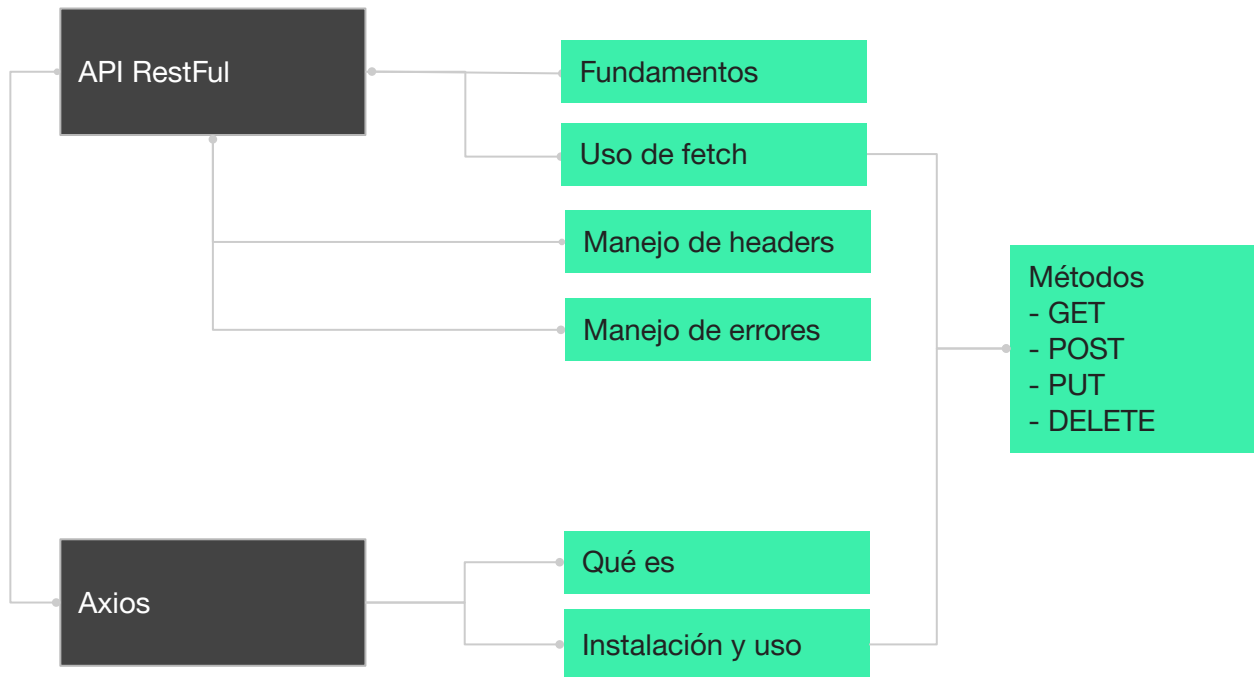 API RestFul
Fundamentos
Uso de fetch
Manejo de headers
Manejo de errores
Métodos
- GET
- POST
- PUT
- DELETE
Axios
Qué es
Instalación y uso